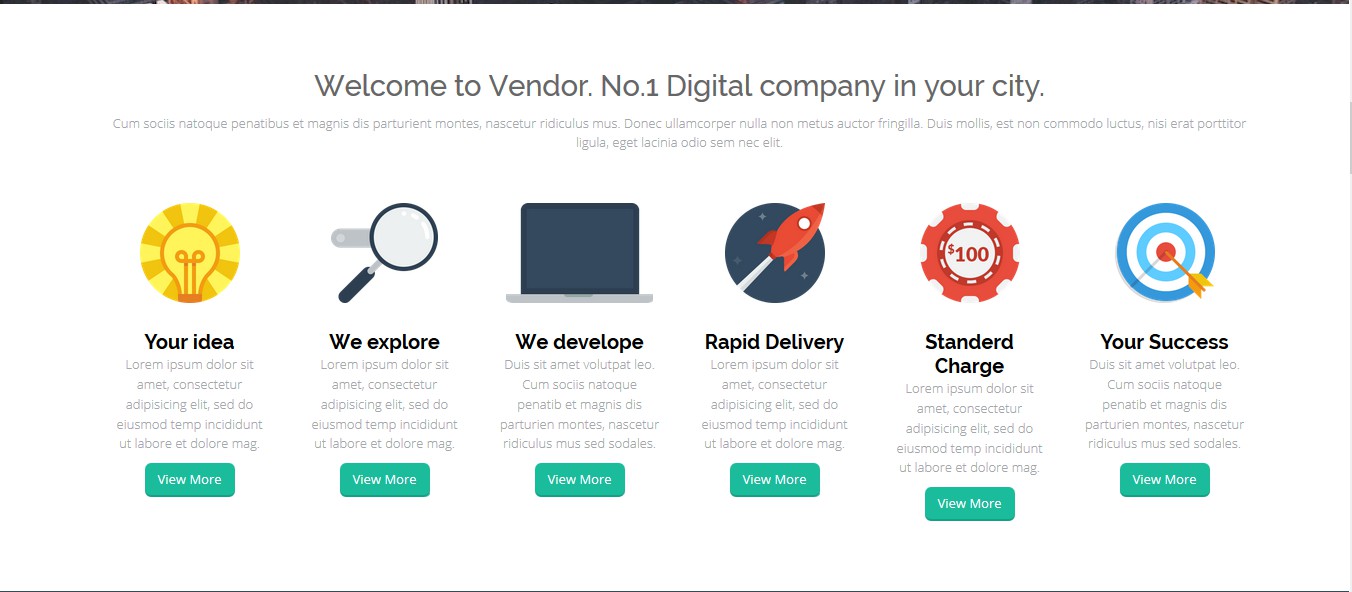 Welcome to Vendor. No.1 Digital company in your city.
Cum sociis natoque penatibus et magnis dis parturient montes, nascetur ridiculus mus. Donec ullamcorper nulla non metus auctor fringilla. Duis mollis, est non commodo luctus, nisi erat porttitor
ligula, eget lacinia odio sem nec elit.
$100
Your idea
Lorem ipsum dolor sit
amet, consectetur
adipisicing elit, sed do
eiusmod temp incididunt
ut labore et dolore mag.
View More
We explore
Lorem ipsum dolor sit
amet, consectetur
adipisicing elit, sed do
eiusmod temp incididunt
ut labore et dolore mag.
View More
We develope
Duis sit amet volutpat leo.
Cum sociis natoque
penatib et magnis dis
parturien montes, nascetur
ridiculus mus sed sodales.
View More
Rapid Delivery
Lorem ipsum dolor sit
amet, consectetur
adipisicing elit, sed do
eiusmod temp incididunt
ut labore et dolore mag.
View More
Standerd
Charge
Lorem ipsum dolor sit
amet, consectetur
adipisicing elit, sed do
eiusmod temp incididunt
ut labore et dolore mag.
View More
Your Success
Duis sit amet volutpat leo.
Cum sociis natoque
penatib et magnis dis
parturien montes, nascetur
ridiculus mus sed sodales.
View More